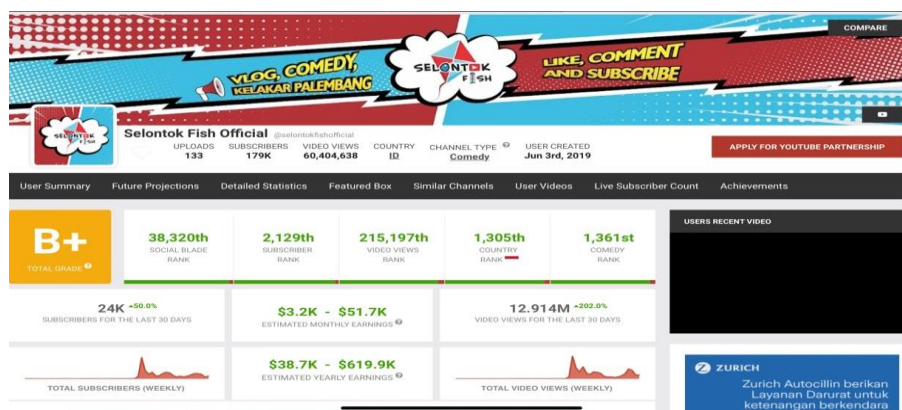 COMPARE
VLOG, COMEDY,
KELAKAR PALEMBANG
SELONTOK
FISH
LIKE, COMMENT
AND SUBSCRIBE
SELONTOK
FISH
Selontok Fish Official @selontokfishofficial
UPLOADS SUBSCRIBERS VIDEO VIEWS COUNTRY CHANNEL TYPE USER CREATED
133 179K 60,404,638 ID Comedy Jun 3rd, 2019
APPLY FOR YOUTUBE PARTNERSHIP
User Summary Future Projections Detailed Statistics Featured Box Similar Channels User Videos Live Subscriber Count Achievements
B+
TOTAL GRADE
38,320th
SOCIAL BLADE
RANK
2,129th
SUBSCRIBER
RANK
215,197th
VIDEO VIEWS
RANK
1,305th
COUNTRY
RANK
1,361st
COMEDY
RANK
USERS RECENT VIDEO
24K +50.0%
SUBSCRIBERS FOR THE LAST 30 DAYS
$3.2K - $51.7K
ESTIMATED MONTHLY EARNINGS
12.914M +202.0%
VIDEO VIEWS FOR THE LAST 30 DAYS
TOTAL SUBSCRIBERS (WEEKLY)
$38.7K - $619.9K
ESTIMATED YEARLY EARNINGS
TOTAL VIDEO VIEWS (WEEKLY)
ZURICH
Zurich Autocillin berikan
Layanan Darurat untuk
ketenangan berkendara